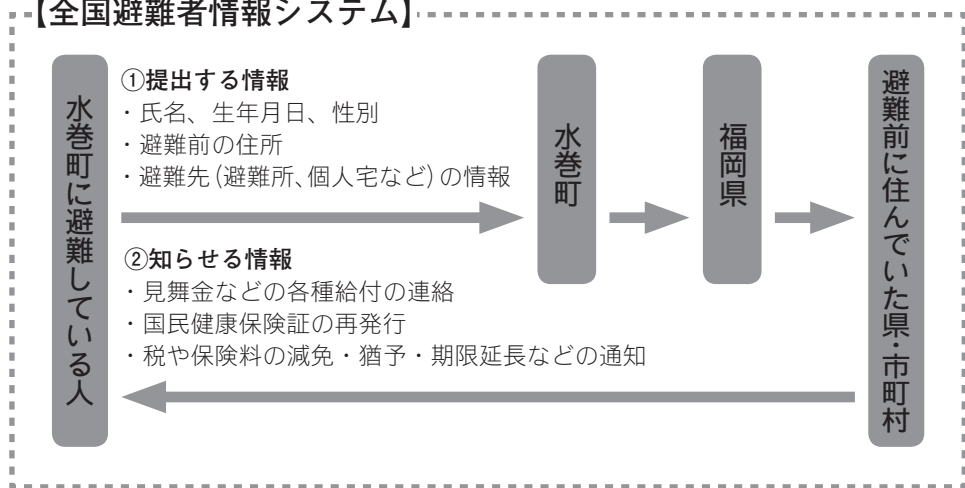 【全国避難者情報システム】
水巻町に避難している人
①提出する情報
・氏名、生年月日、性別
・避難前の住所
・避難先(避難所、個人宅など)の情報
②知らせる情報
・見舞金などの各種給付の連絡
・国民健康保険証の再発行
・税や保険料の減免・猶予・期限延長などの通知
水巻町
福岡県
避難前に住んでいた県・市町村